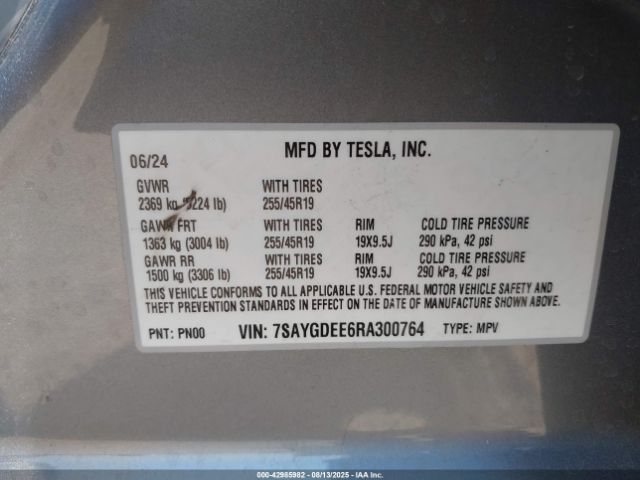 MFD BY TESLA, INC.
06/24
GVWR WITH TIRES
2369 kg (5224 lb) 255/45R19
GAWR FRT WITH TIRES RIM COLD TIRE PRESSURE
1363 kg (3004 lb) 255/45R19 19X9.5J 290 kPa, 42 psi
GAWR RR WITH TIRES RIM COLD TIRE PRESSURE
1500 kg (3306 lb) 255/45R19 19X9.5J 290 kPa, 42 psi
THIS VEHICLE CONFORMS TO ALL APPLICABLE U.S. FEDERAL MOTOR VEHICLE SAFETY AND
THEFT PREVENTION STANDARDS IN EFFECT ON THE DATE OF MANUFACTURE SHOWN ABOVE.
PNT: PN00 VIN: 7SAYGDEE6RA300764 TYPE: MPV
000-42985982 - 08/13/2025 - IAA Inc.